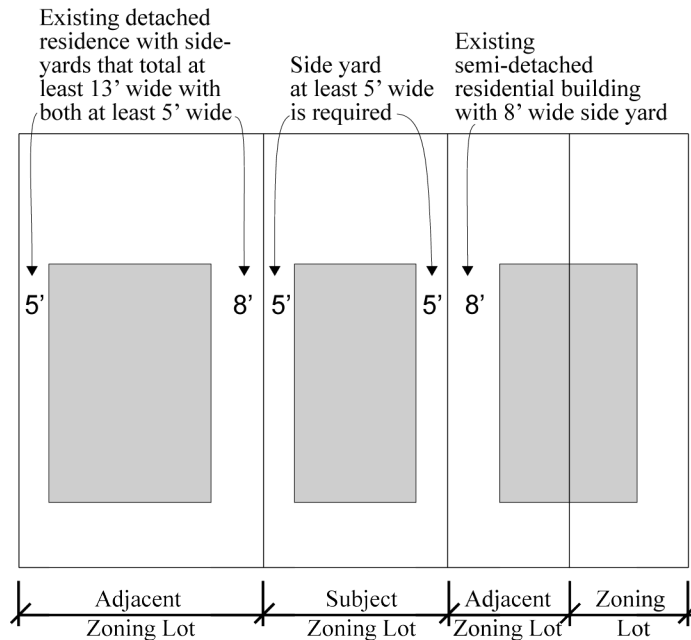 Existing detached
residence with side-
yards that total at
least 13’ wide with
both at least 5’ wide
Side yard
at least 5’ wide
is required
Existing
semi-detached
residential building
with 8’ wide side yard
5’
8’
5’
5’
8’
Adjacent
Zoning Lot
Subject
Zoning Lot
Adjacent
Zoning Lot
Zoning
Lot